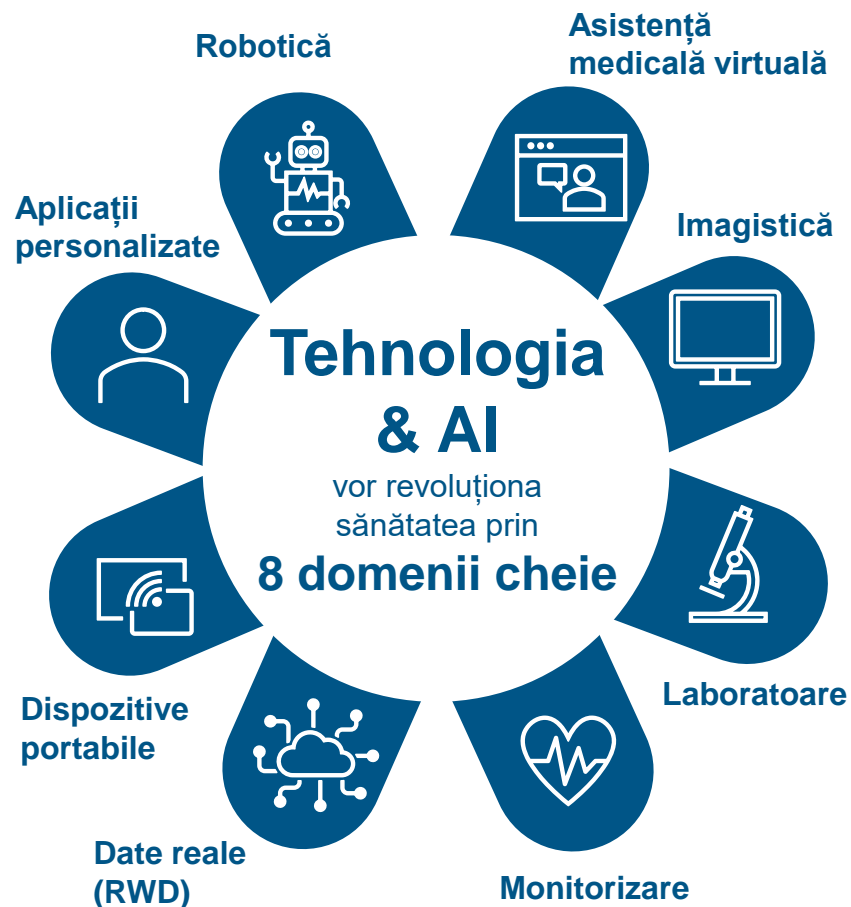 Robotică
Asistență
medicală virtuală
Aplicații
personalizate
Imagistică
Tehnologia
& AI
vor revoluționa
sănătatea prin
8 domenii cheie
Laboratoare
Dispozitive
portabile
Date reale
(RWD)
Monitorizare